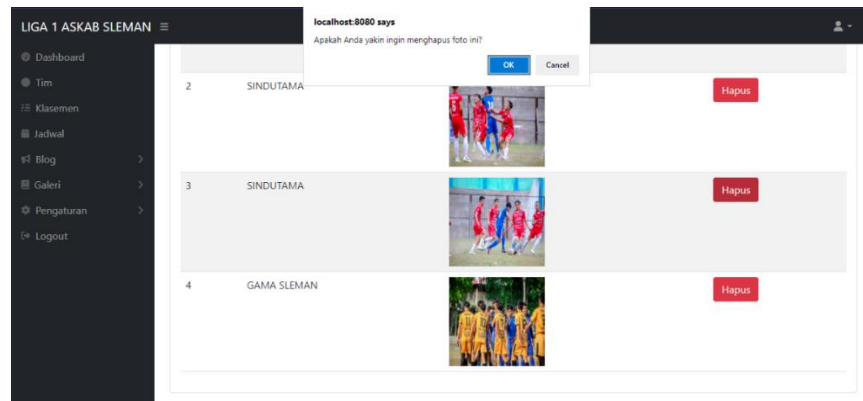 LIGA 1 ASKAB SLEMAN
localhost:8080 says
Apakah Anda yakin ingin menghapus foto ini?
OK Cancel
Dashboard
Tim
Klasemen
Jadwal
Blog
Galeri
Pengaturan
Logout
2 SINDUTAMA Hapus
3 SINDUTAMA Hapus
4 GAMA SLEMAN Hapus